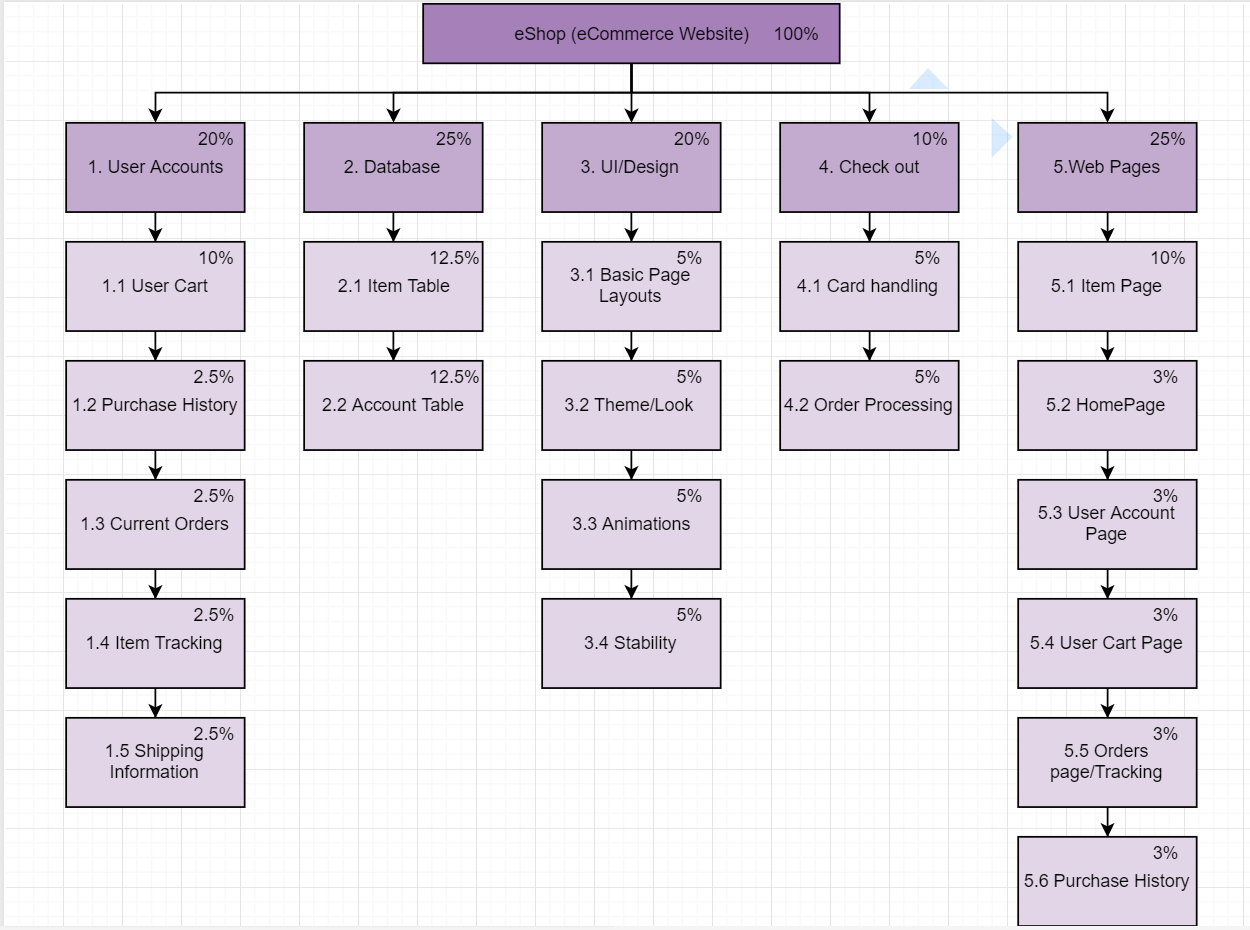 eShop (eCommerce Website) 100%
20%
1. User Accounts
25%
2. Database
20%
3. UI/Design
10%
4. Check out
25%
5.Web Pages
10%
1.1 User Cart
12.5%
2.1 Item Table
5%
3.1 Basic Page
Layouts
5%
4.1 Card handling
10%
5.1 Item Page
2.5%
1.2 Purchase History
12.5%
2.2 Account Table
5%
3.2 Theme/Look
5%
4.2 Order Processing
3%
5.2 HomePage
2.5%
1.3 Current Orders
5%
3.3 Animations
3%
5.3 User Account
Page
2.5%
1.4 Item Tracking
5%
3.4 Stability
3%
5.4 User Cart Page
2.5%
1.5 Shipping
Information
3%
5.5 Orders
page/Tracking
3%
5.6 Purchase History